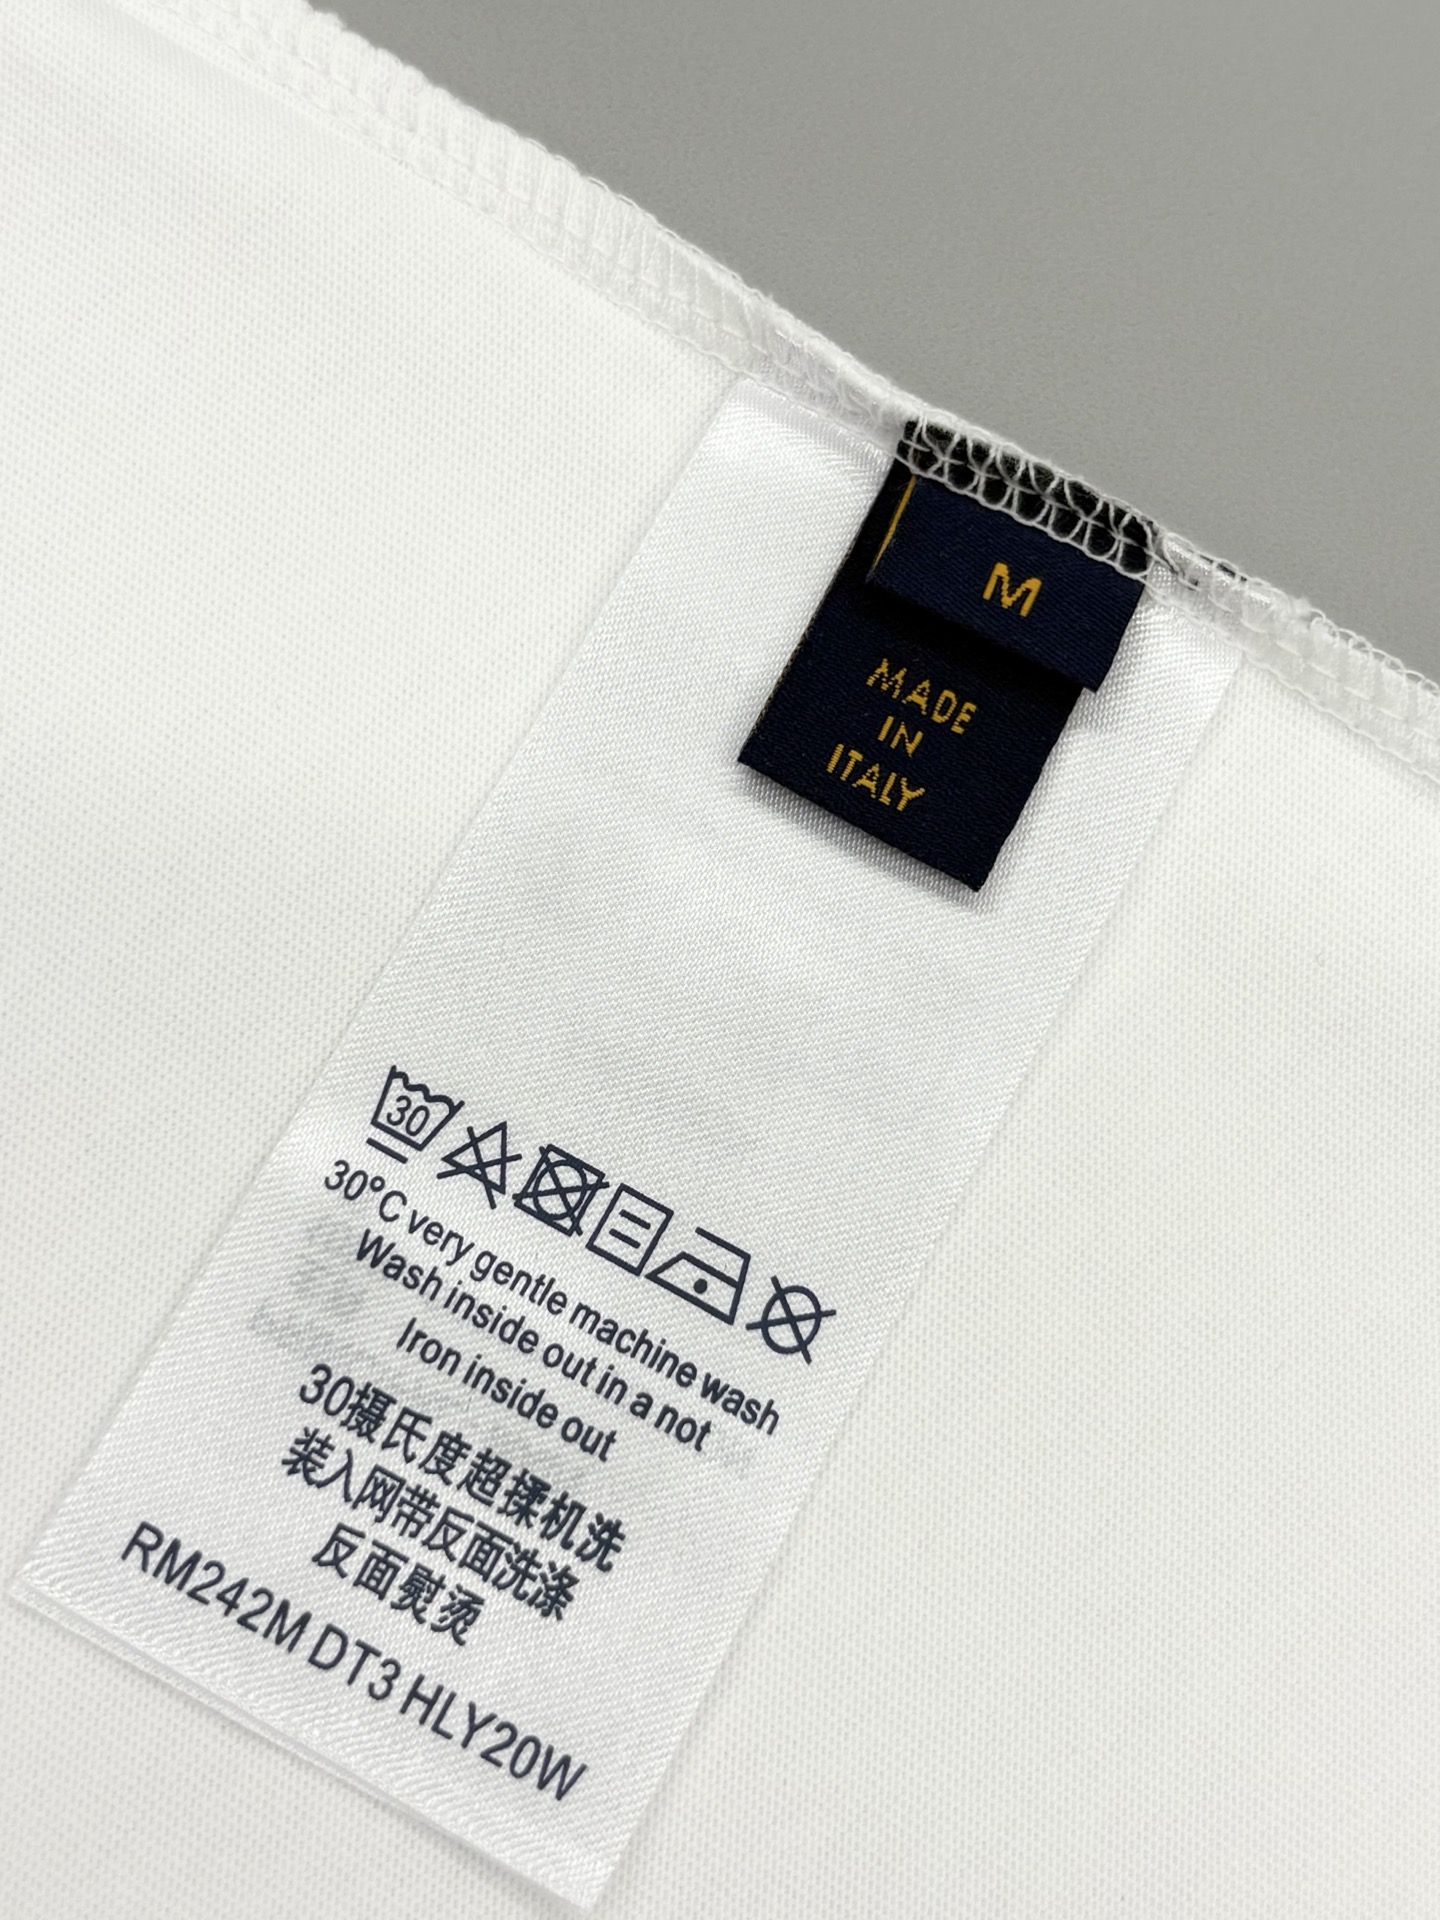 M
MADE
IN
ITALY
30
30°C very gentle machine wash
Wash inside out in a not
Iron inside out
30摄氏度超揉机洗
装入网带反面洗涤
反面熨烫
RM242M DT3 HLY20W